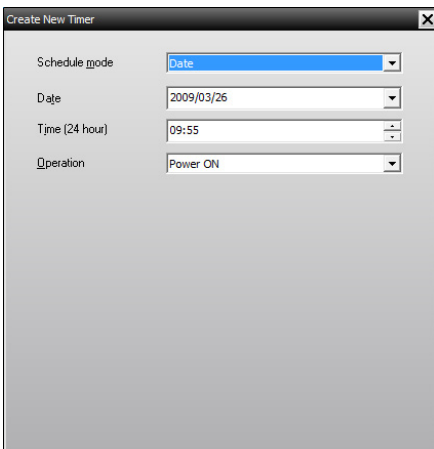 Create New Timer
Schedule mode Date
Date 2009/03/26
Time (24 hour) 09:55
Operation Power ON